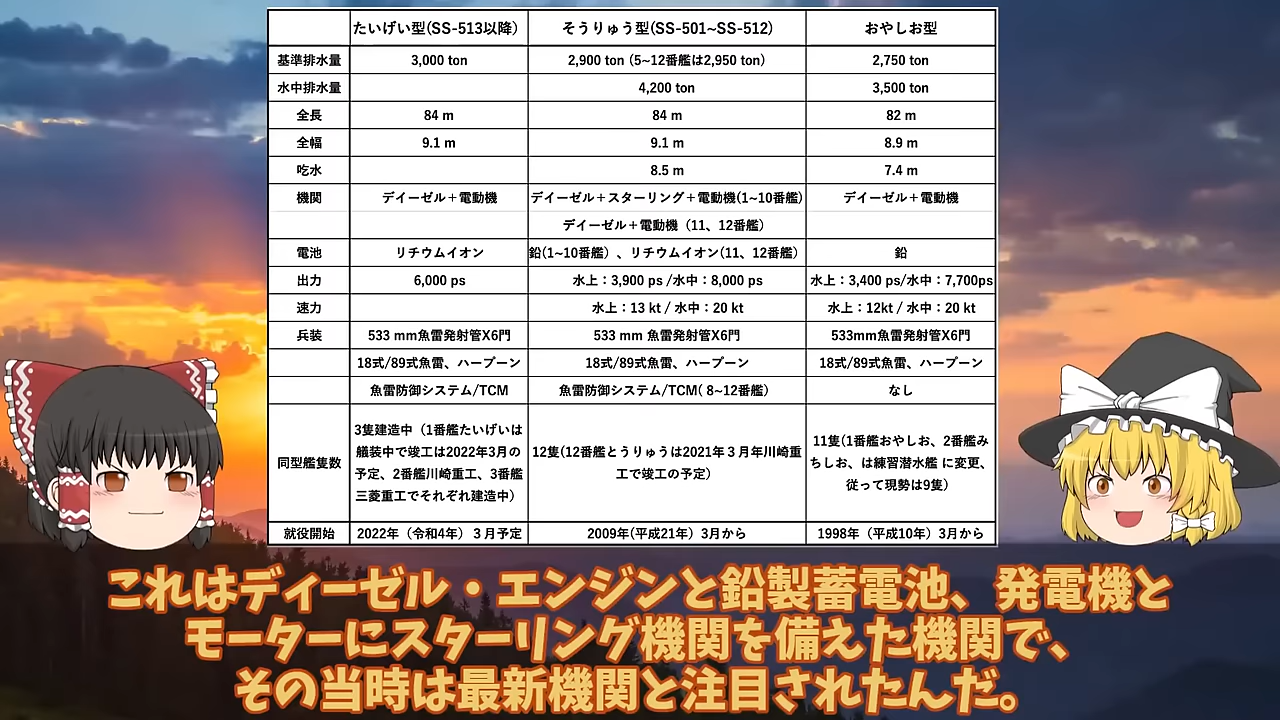 たいげい型(SS-513以降) そうりゅう型(SS-501~SS-512) おやしお型
基準排水量 3,000 ton 2,900 ton (5~12番艦は2,950 ton) 2,750 ton
水中排水量 4,200 ton 3,500 ton
全長 84 m 84 m 82 m
全幅 9.1 m 9.1 m 8.9 m
吃水 8.5 m 7.4 m
機関 デイーゼル＋電動機 デイーゼル＋スターリング＋電動機(1~10番艦) デイーゼル＋電動機
デイーゼル＋電動機（11、12番艦）
電池 リチウムイオン 鉛(1~10番艦）、リチウムイオン(11、12番艦） 鉛
出力 6,000 ps 水上：3,900 ps /水中：8,000 ps 水上：3,400 ps/水中：7,700ps
速力 水上：13 kt / 水中：20 kt 水上：12kt / 水中：20 kt
兵装 533 mm魚雷発射管X6門 533 mm 魚雷発射管X6門 533mm魚雷発射管X6門
18式/89式魚雷、ハープーン 18式/89式魚雷、ハープーン 18式/89式魚雷、ハープーン
魚雷防御システム/TCM 魚雷防御システム/TCM( 8~12番艦） なし
同型艦隻数
3隻建造中（1番艦たいげいは
艤装中で竣工は2022年3月の
予定、2番艦川崎重工、3番艦
三菱重工でそれぞれ建造中）
12隻(12番艦とうりゅうは2021年３月年川崎重
工で竣工の予定）
11隻(1番艦おやしお、2番艦み
ちしお、は練習潜水艦 に変更、
従って現勢は9隻）
就役開始 2022年（令和4年）３月予定 2009年(平成21年）3月から 1998年（平成10年）3月から
これはディーゼル・エンジンと鉛製蓄電池、発電機と
モーターにスターリング機関を備えた機関で、
その当時は最新機関と注目されたんだ。